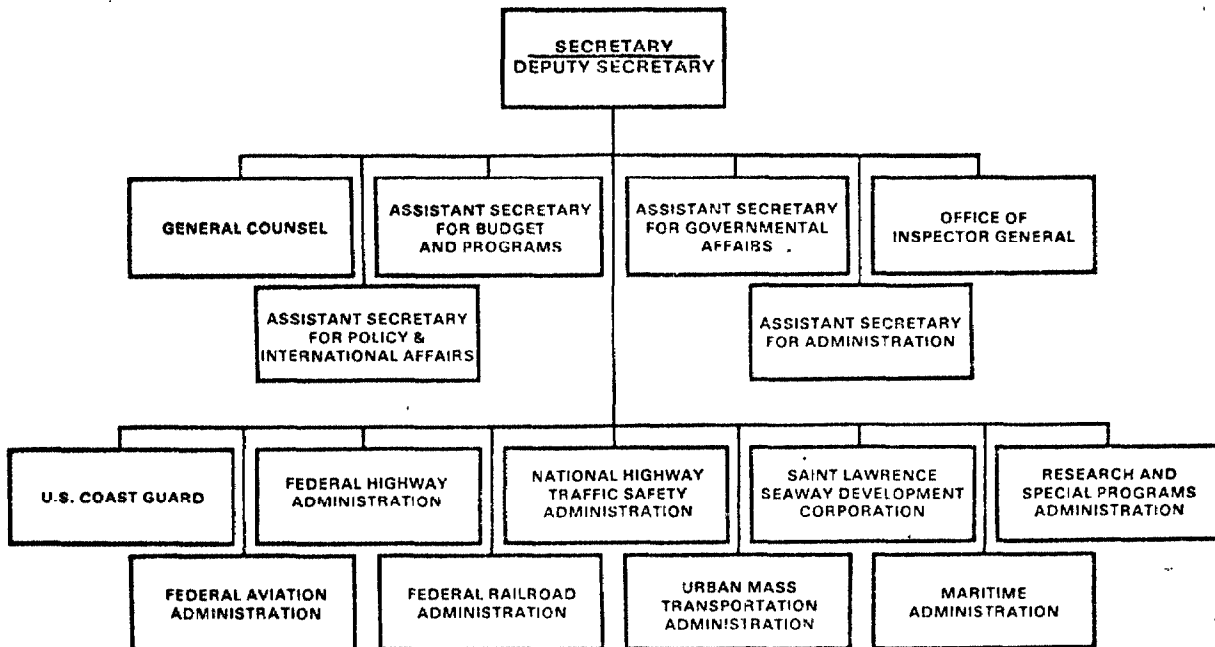 SECRETARY
DEPUTY SECRETARY
GENERAL COUNSEL
ASSISTANT SECRETARY
FOR BUDGET
AND PROGRAMS
ASSISTANT SECRETARY
FOR GOVERNMENTAL
AFFAIRS
OFFICE OF
INSPECTOR GENERAL
ASSISTANT SECRETARY
FOR POLICY &
INTERNATIONAL AFFAIRS
ASSISTANT SECRETARY
FOR ADMINISTRATION
U.S. COAST GUARD
FEDERAL HIGHWAY
ADMINISTRATION
NATIONAL HIGHWAY
TRAFFIC SAFETY
ADMINISTRATION
SAINT LAWRENCE
SEAWAY DEVELOPMENT
CORPORATION
RESEARCH AND
SPECIAL PROGRAMS
ADMINISTRATION
FEDERAL AVIATION
ADMINISTRATION
FEDERAL RAILROAD
ADMINISTRATION
URBAN MASS
TRANSPORTATION
ADMINISTRATION
MARITIME
ADMINISTRATION